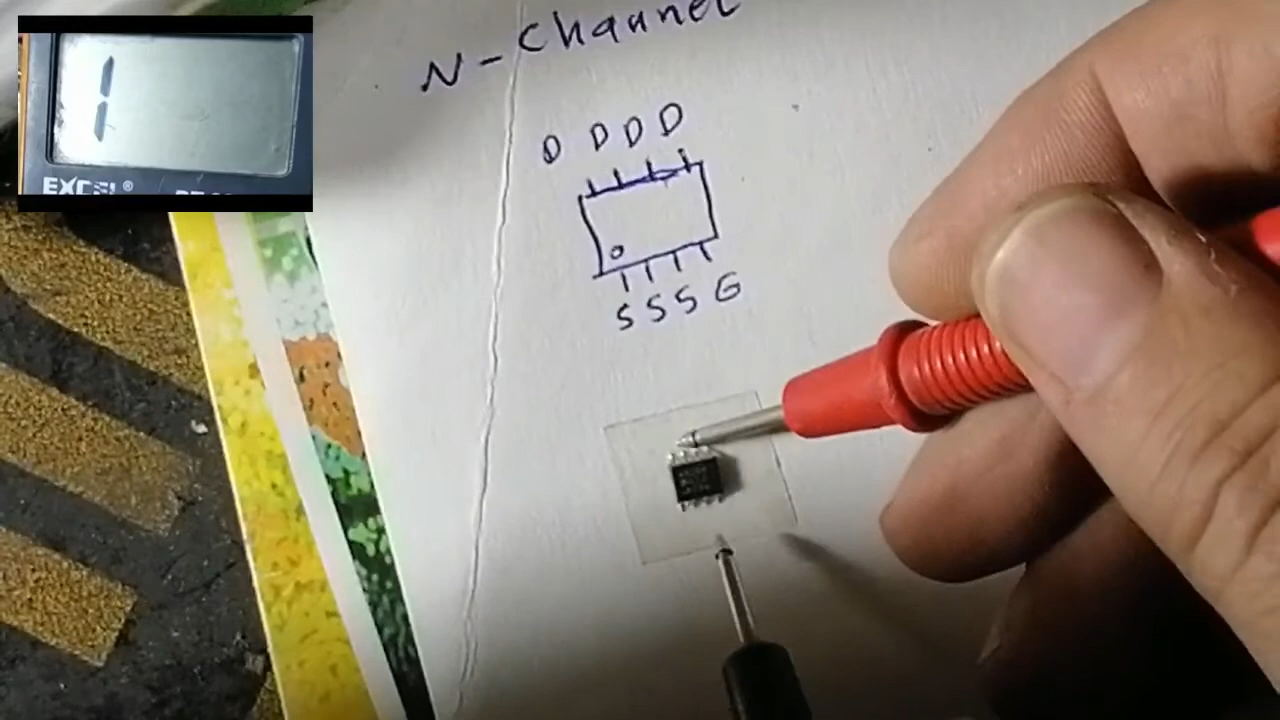 1
EXCEL®
N-Channel
D D D D
S S S G